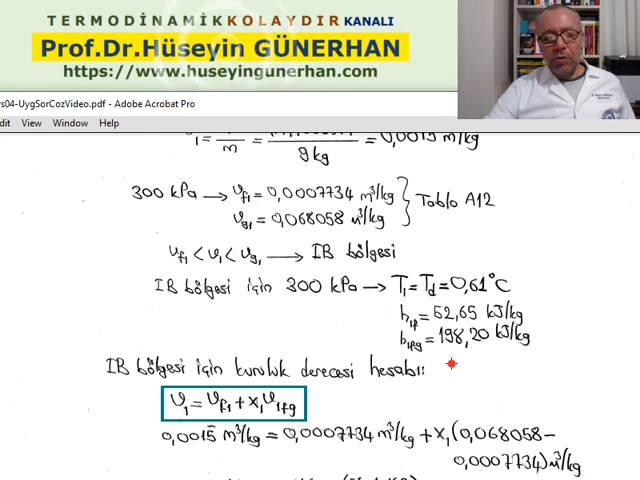 TERMODİNAMİKKOLAYDIR KANALI
Prof.Dr.Hüseyin GÜNERHAN
https://www.huseyingunerhan.com
rs04-UygSorCozVideo.pdf - Adobe Acrobat Pro
dit View Window Help
m 9 kg = 0,0015 m³/kg
300 kPa → υf1 = 0,0007734 m³/kg
υg1 = 0,068058 m³/kg } Tablo A12
υf1 < υ1 < υg1 → IB bölgesi
IB bölgesi için 300 kPa → T1 = Td = 0,61°C
h1f = 52,65 kJ/kg
h1fg = 198,20 kJ/kg
IB bölgesi için kuruluk derecesi hesabı:
υ1 = υf1 + x1 υ1fg
0,0015 m³/kg = 0,0007734 m³/kg + x1 (0,068058 –
0,0007734) m³/kg